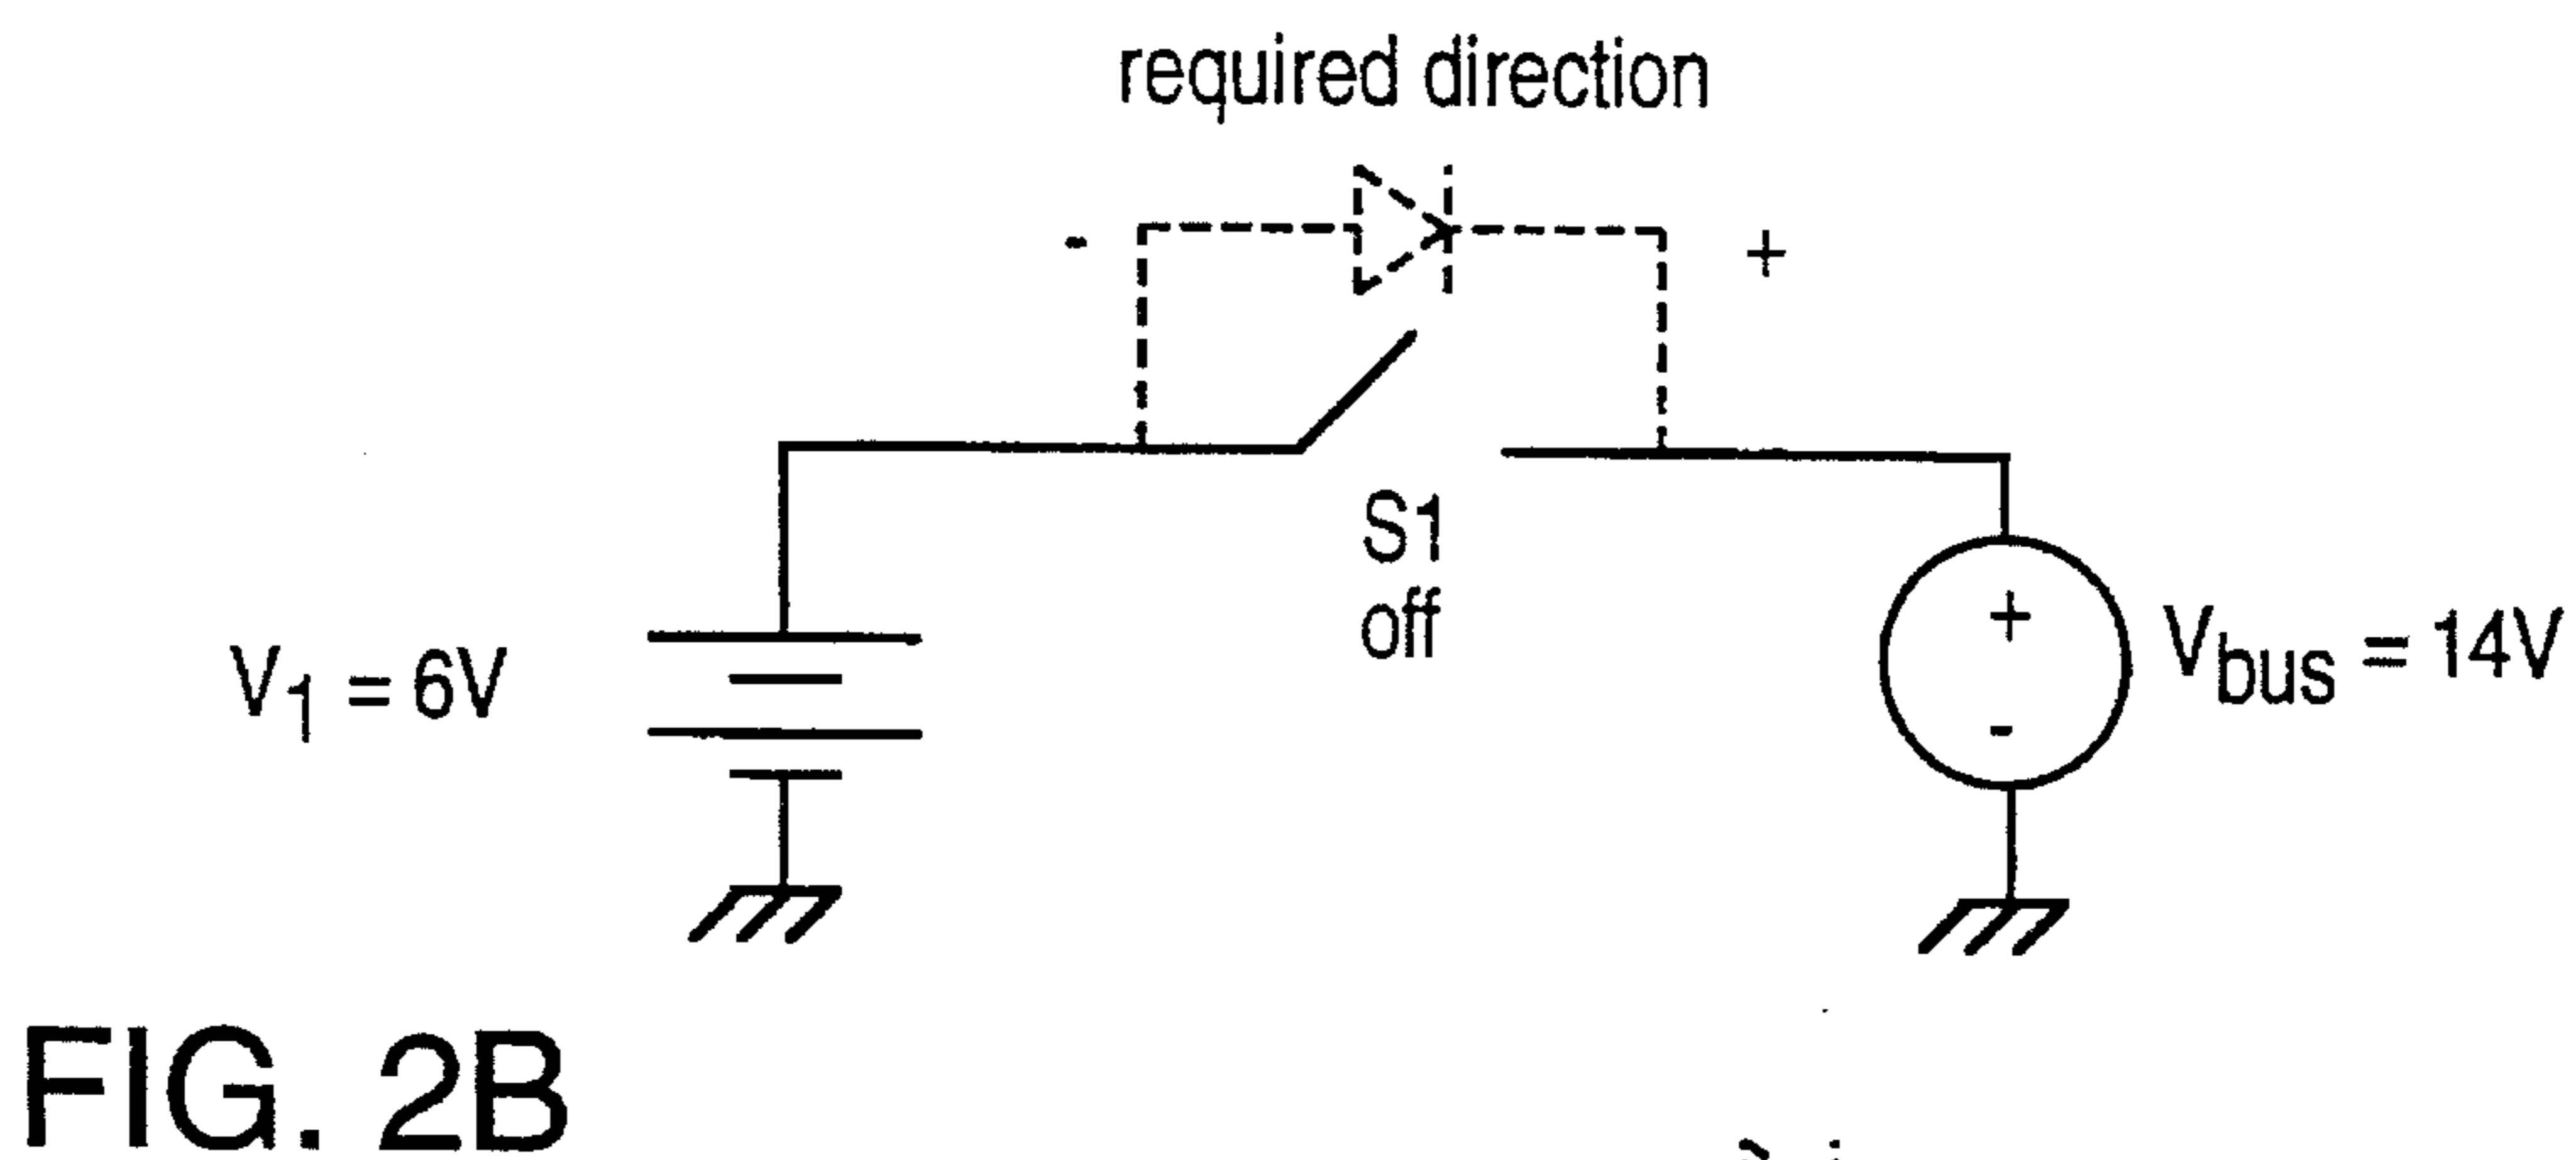 required direction
- +
S1
off
V1 = 6V
+
-
Vbus = 14V
FIG. 2B